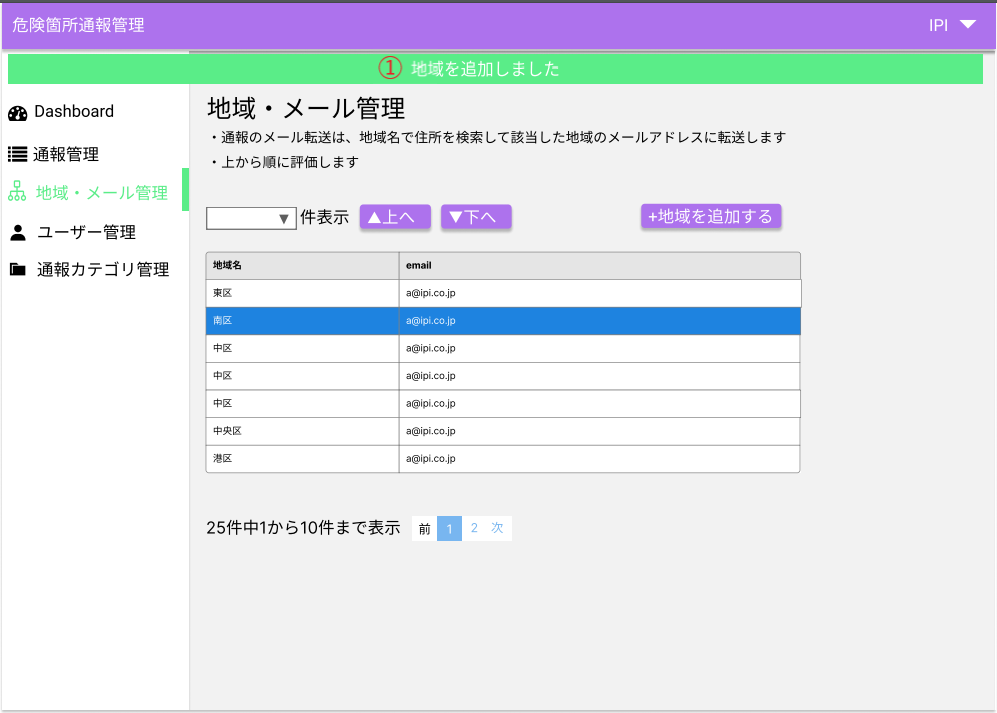 危険箇所通報管理
IPI
① 地域を追加しました
Dashboard
通報管理
地域・メール管理
ユーザー管理
通報カテゴリ管理
地域・メール管理
・通報のメール転送は、地域名で住所を検索して該当した地域のメールアドレスに転送します
・上から順に評価します
▼ 件表示 ▲上へ ▼下へ +地域を追加する
地域名 email
東区 a@ipi.co.jp
南区 a@ipi.co.jp
中区 a@ipi.co.jp
中区 a@ipi.co.jp
中区 a@ipi.co.jp
中央区 a@ipi.co.jp
港区 a@ipi.co.jp
25件中1から10件まで表示 前 1 2 次